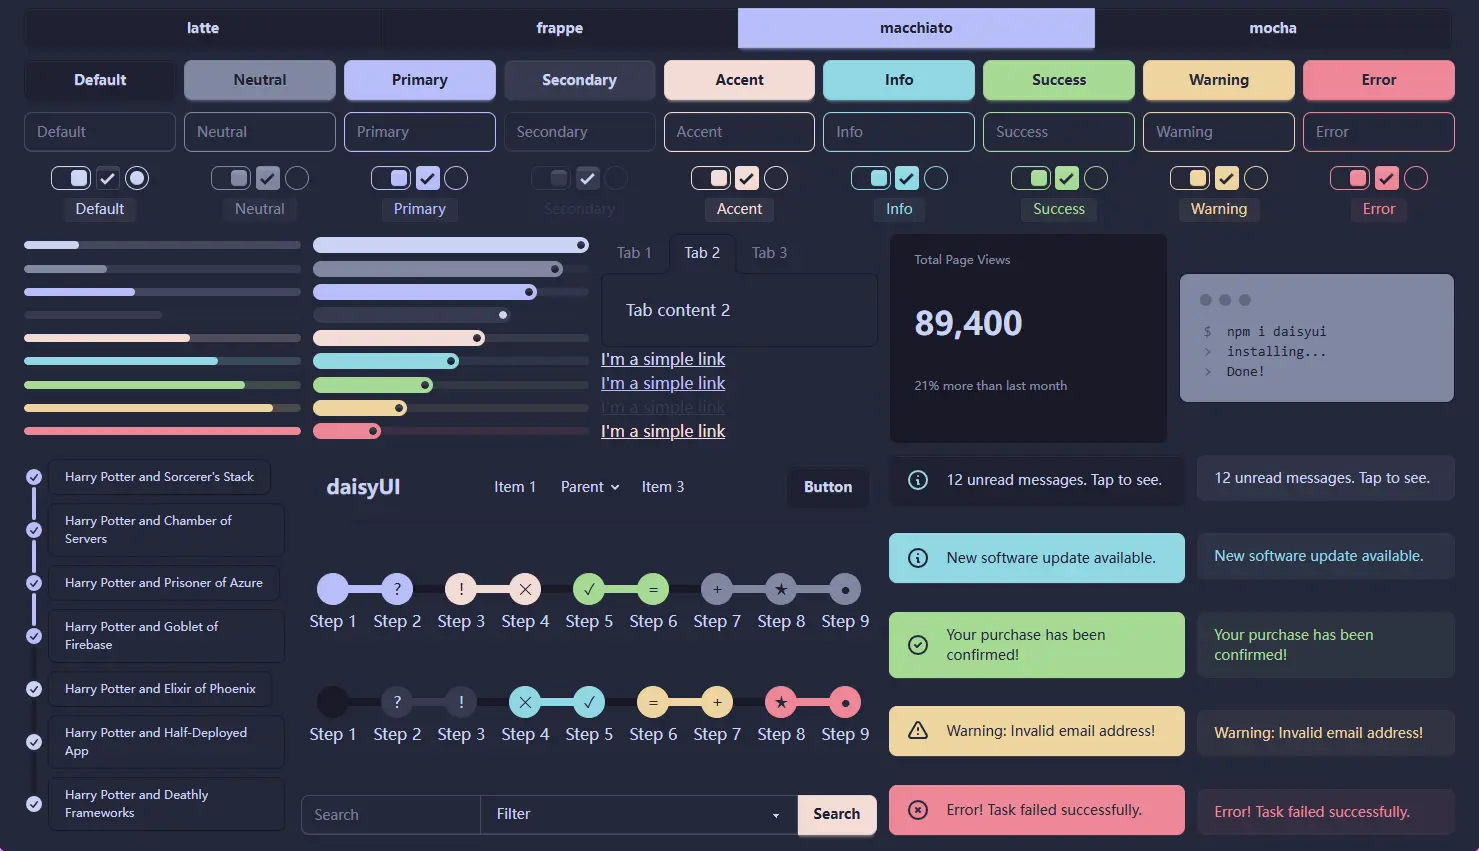 latte
frappe
macchiato
mocha
Default
Neutral
Primary
Secondary
Accent
Info
Success
Warning
Error
Default
Neutral
Primary
Secondary
Accent
Info
Success
Warning
Error
Default
Neutral
Primary
Secondary
Accent
Info
Success
Warning
Error
Tab 1
Tab 2
Tab 3
Tab content 2
I'm a simple link
I'm a simple link
I'm a simple link
I'm a simple link
Total Page Views
89,400
21% more than last month
$ npm i daisyui
> installing...
> Done!
Harry Potter and Sorcerer's Stack
Harry Potter and Chamber of
Servers
Harry Potter and Prisoner of Azure
Harry Potter and Goblet of
Firebase
Harry Potter and Elixir of Phoenix
Harry Potter and Half-Deployed
App
Harry Potter and Deathly
Frameworks
daisyUI
Item 1
Parent
Item 3
Button
? ! ✕ ✓ = + ★ ●
Step 1 Step 2 Step 3 Step 4 Step 5 Step 6 Step 7 Step 8 Step 9
? ! ✕ ✓ = + ★ ●
Step 1 Step 2 Step 3 Step 4 Step 5 Step 6 Step 7 Step 8 Step 9
Search
Filter
Search
12 unread messages. Tap to see.
New software update available.
Your purchase has been
confirmed!
Warning: Invalid email address!
Error! Task failed successfully.
12 unread messages. Tap to see.
New software update available.
Your purchase has been
confirmed!
Warning: Invalid email address!
Error! Task failed successfully.